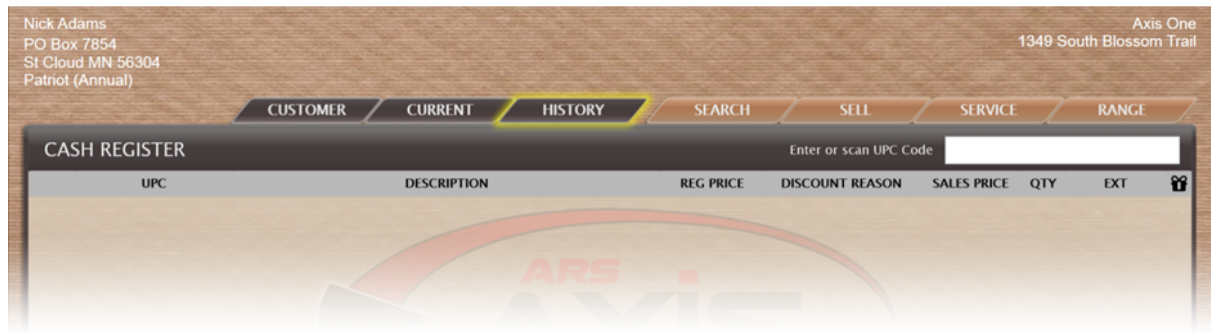 Nick Adams
PO Box 7854
St Cloud MN 56304
Patriot (Annual)
Axis One
1349 South Blossom Trail
CUSTOMER CURRENT HISTORY SEARCH SELL SERVICE RANGE
CASH REGISTER Enter or scan UPC Code
UPC DESCRIPTION REG PRICE DISCOUNT REASON SALES PRICE QTY EXT
ARS
AXIS